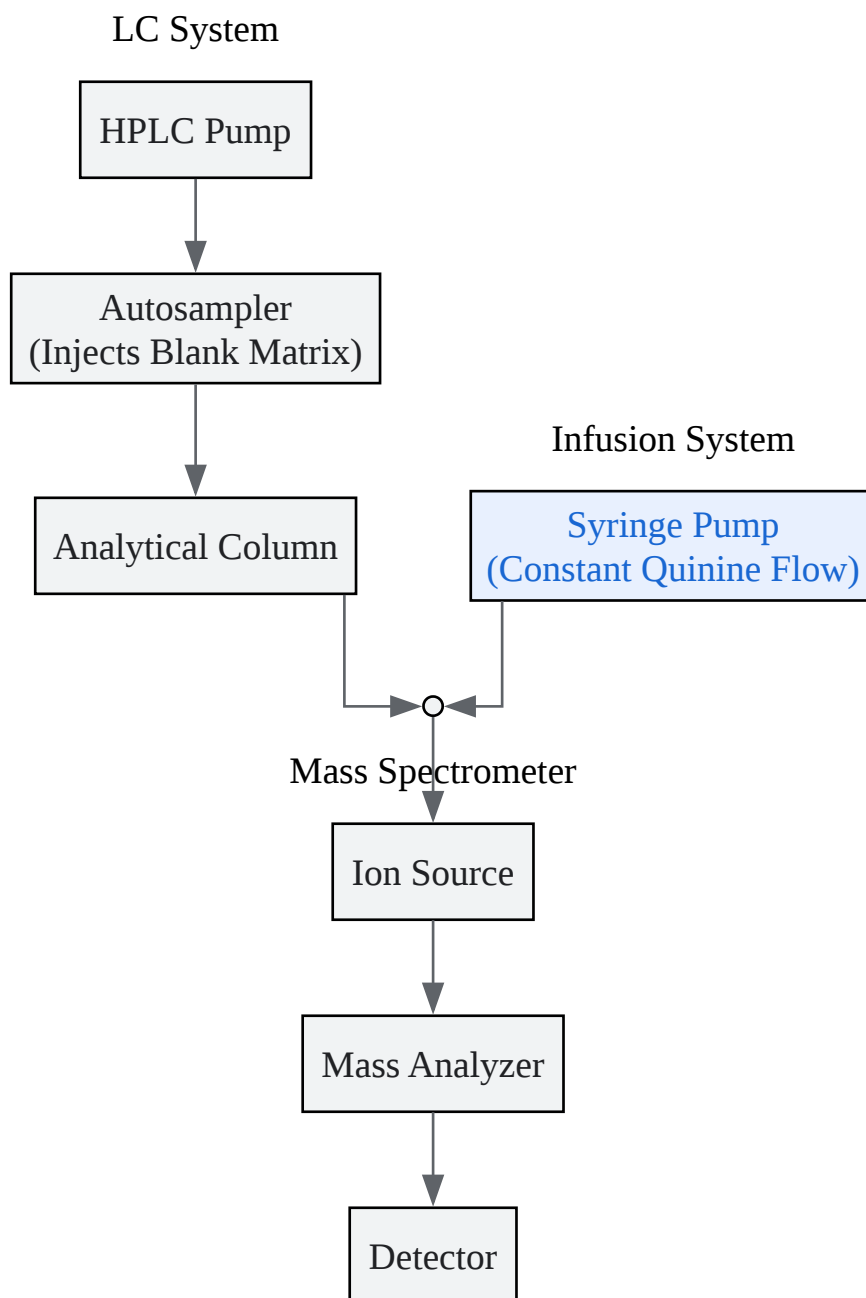 LC System
HPLC Pump
Autosampler
(Injects Blank Matrix)
Analytical Column
Infusion System
Syringe Pump
(Constant Quinine Flow)
Mass Spectrometer
Ion Source
Mass Analyzer
Detector